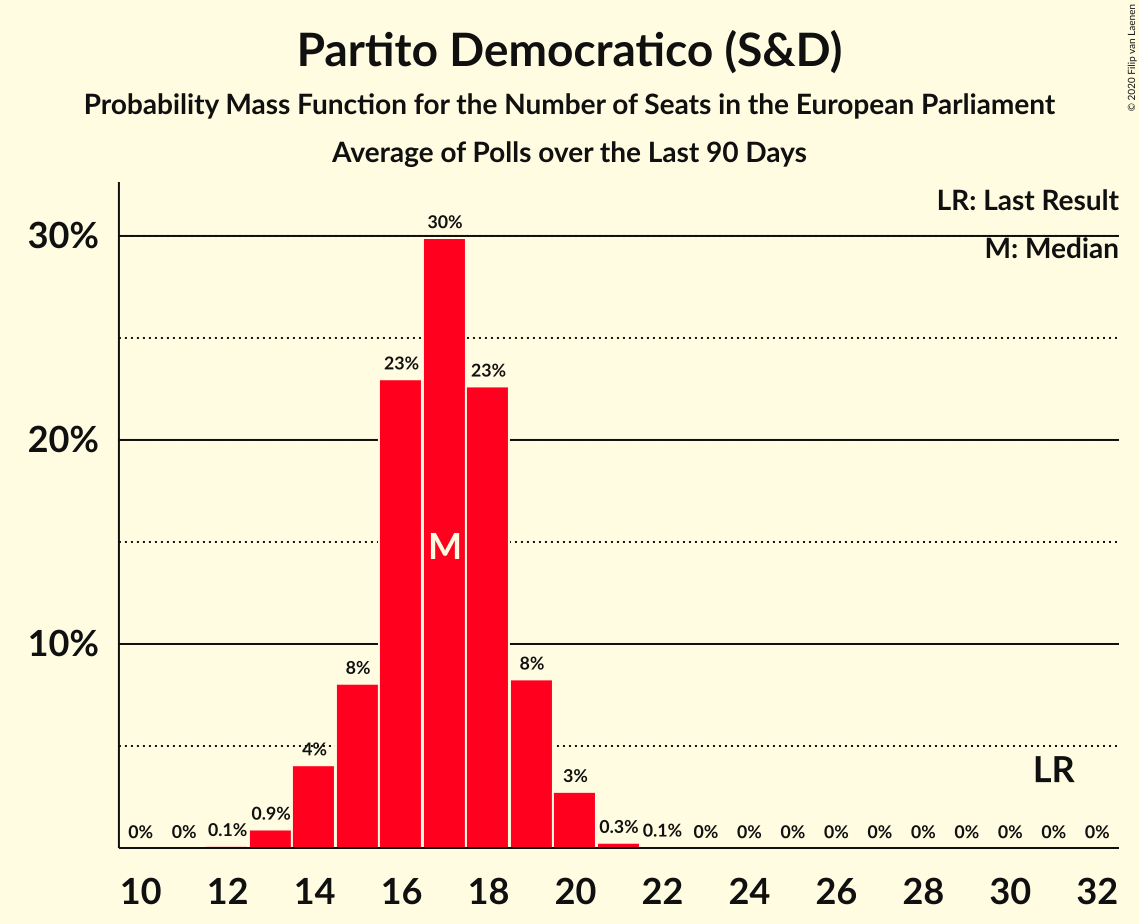 Partito Democratico (S&D)
Probability Mass Function for the Number of Seats in the European Parliament
Average of Polls over the Last 90 Days
© 2020 Filip van Laenen
LR: Last Result
M: Median
30%
20%
10%
0% 0% 0.1% 0.9% 4% 8% 23% 30% 23% 8% 3% 0.3% 0.1% 0% 0% 0% 0% 0% 0% 0% 0% 0% 0%
M
LR
10 12 14 16 18 20 22 24 26 28 30 32